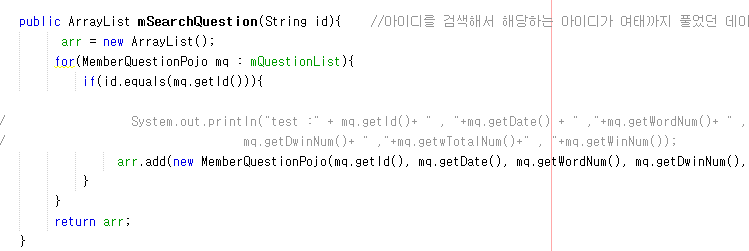 public ArrayList mSearchQuestion(String id){ //아이디을 검색해서 해당하는 아이디가 여태까지 풀었던 데이
arr = new ArrayList();
for(MemberQuestionPojo mq : mQuestionList){
if(id.equals(mq.getId())){
/ System.out.println("test :" + mq.getId()+ " , "+mq.getDate() + " ,"+mq.getWordNum()+ " ,
/ mq.getDwinNum()+ " ,"+mq.getwTotalNum()+" , "+mq.getWinNum());
arr.add(new MemberQuestionPojo(mq.getId(), mq.getDate(), mq.getWordNum(), mq.getDwinNum(),
}
}
return arr;
}